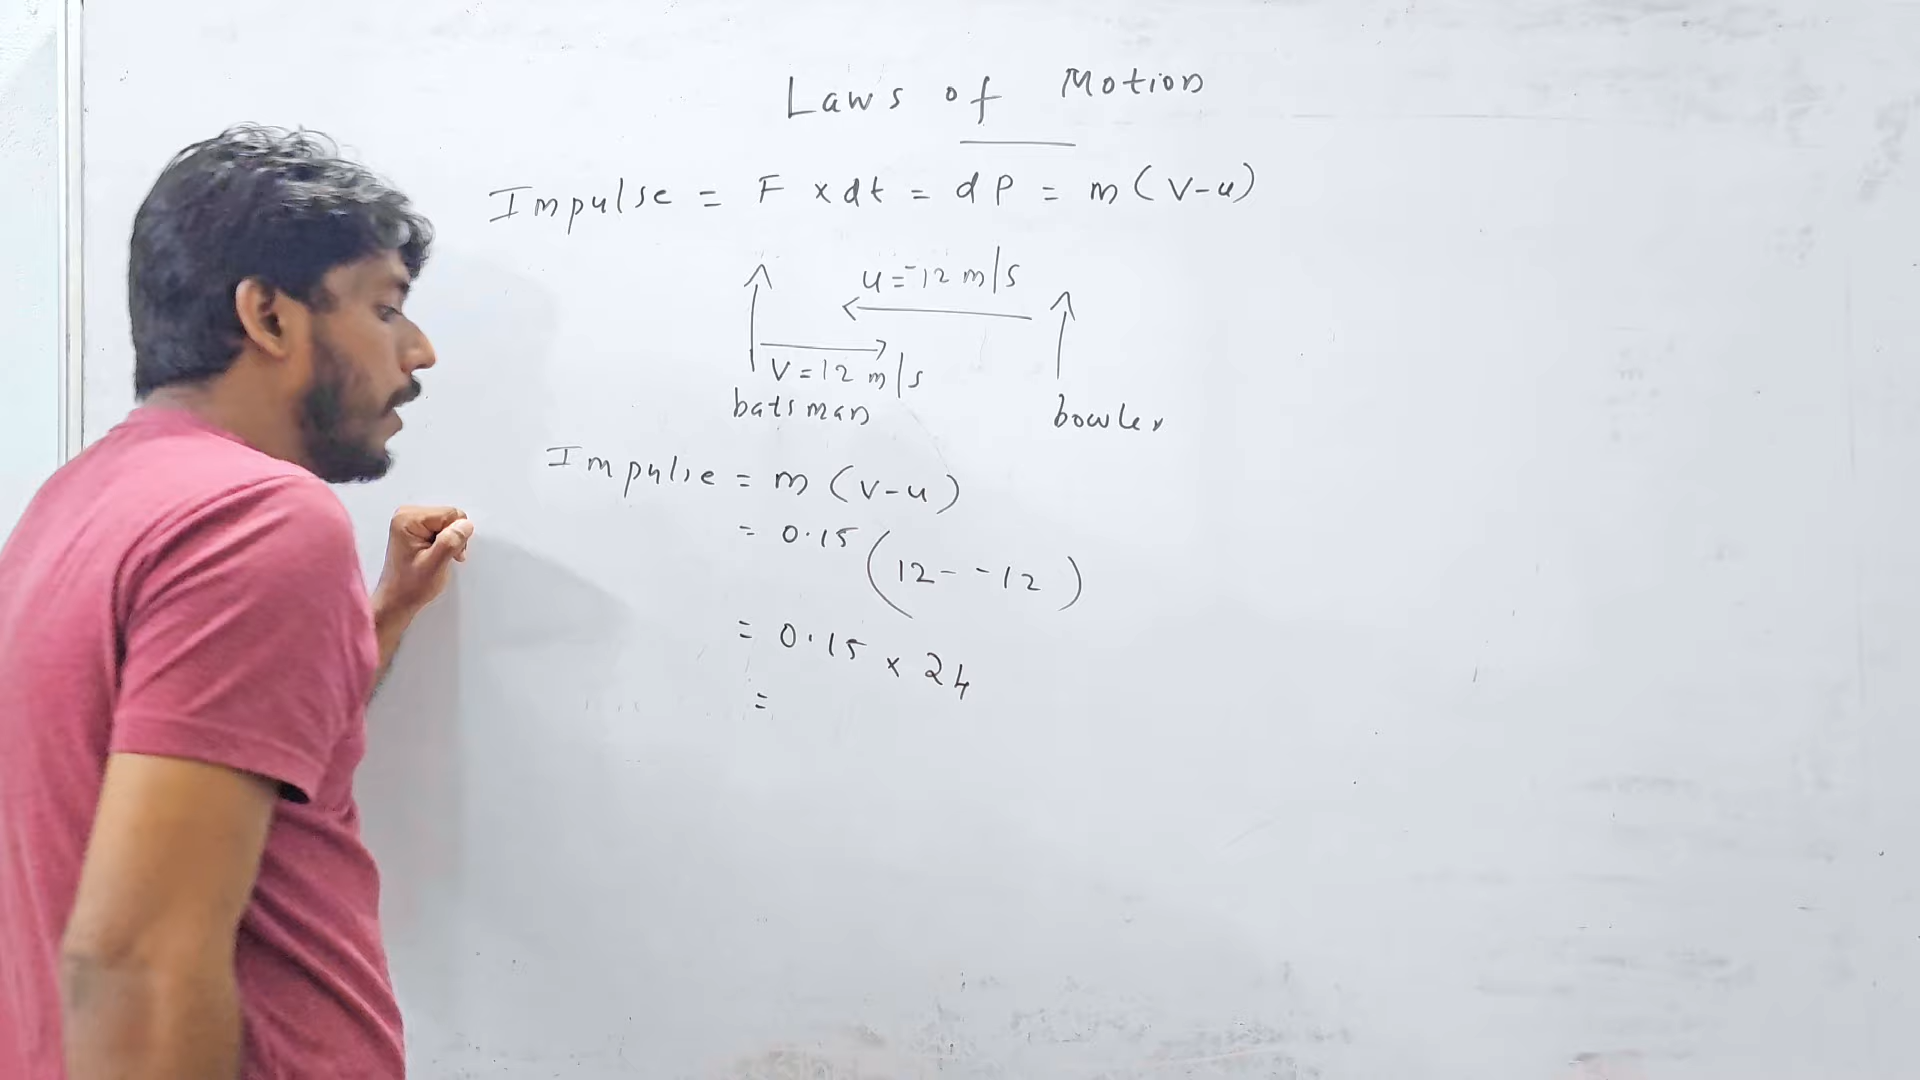 Laws of Motion
Impulse = F x dt = dP = m (V-u)
u = -12 m/s
V = 12 m/s
batsman
bowler
Impulse = m (V-u)
= 0.15 (12 - -12)
= 0.15 x 24
=